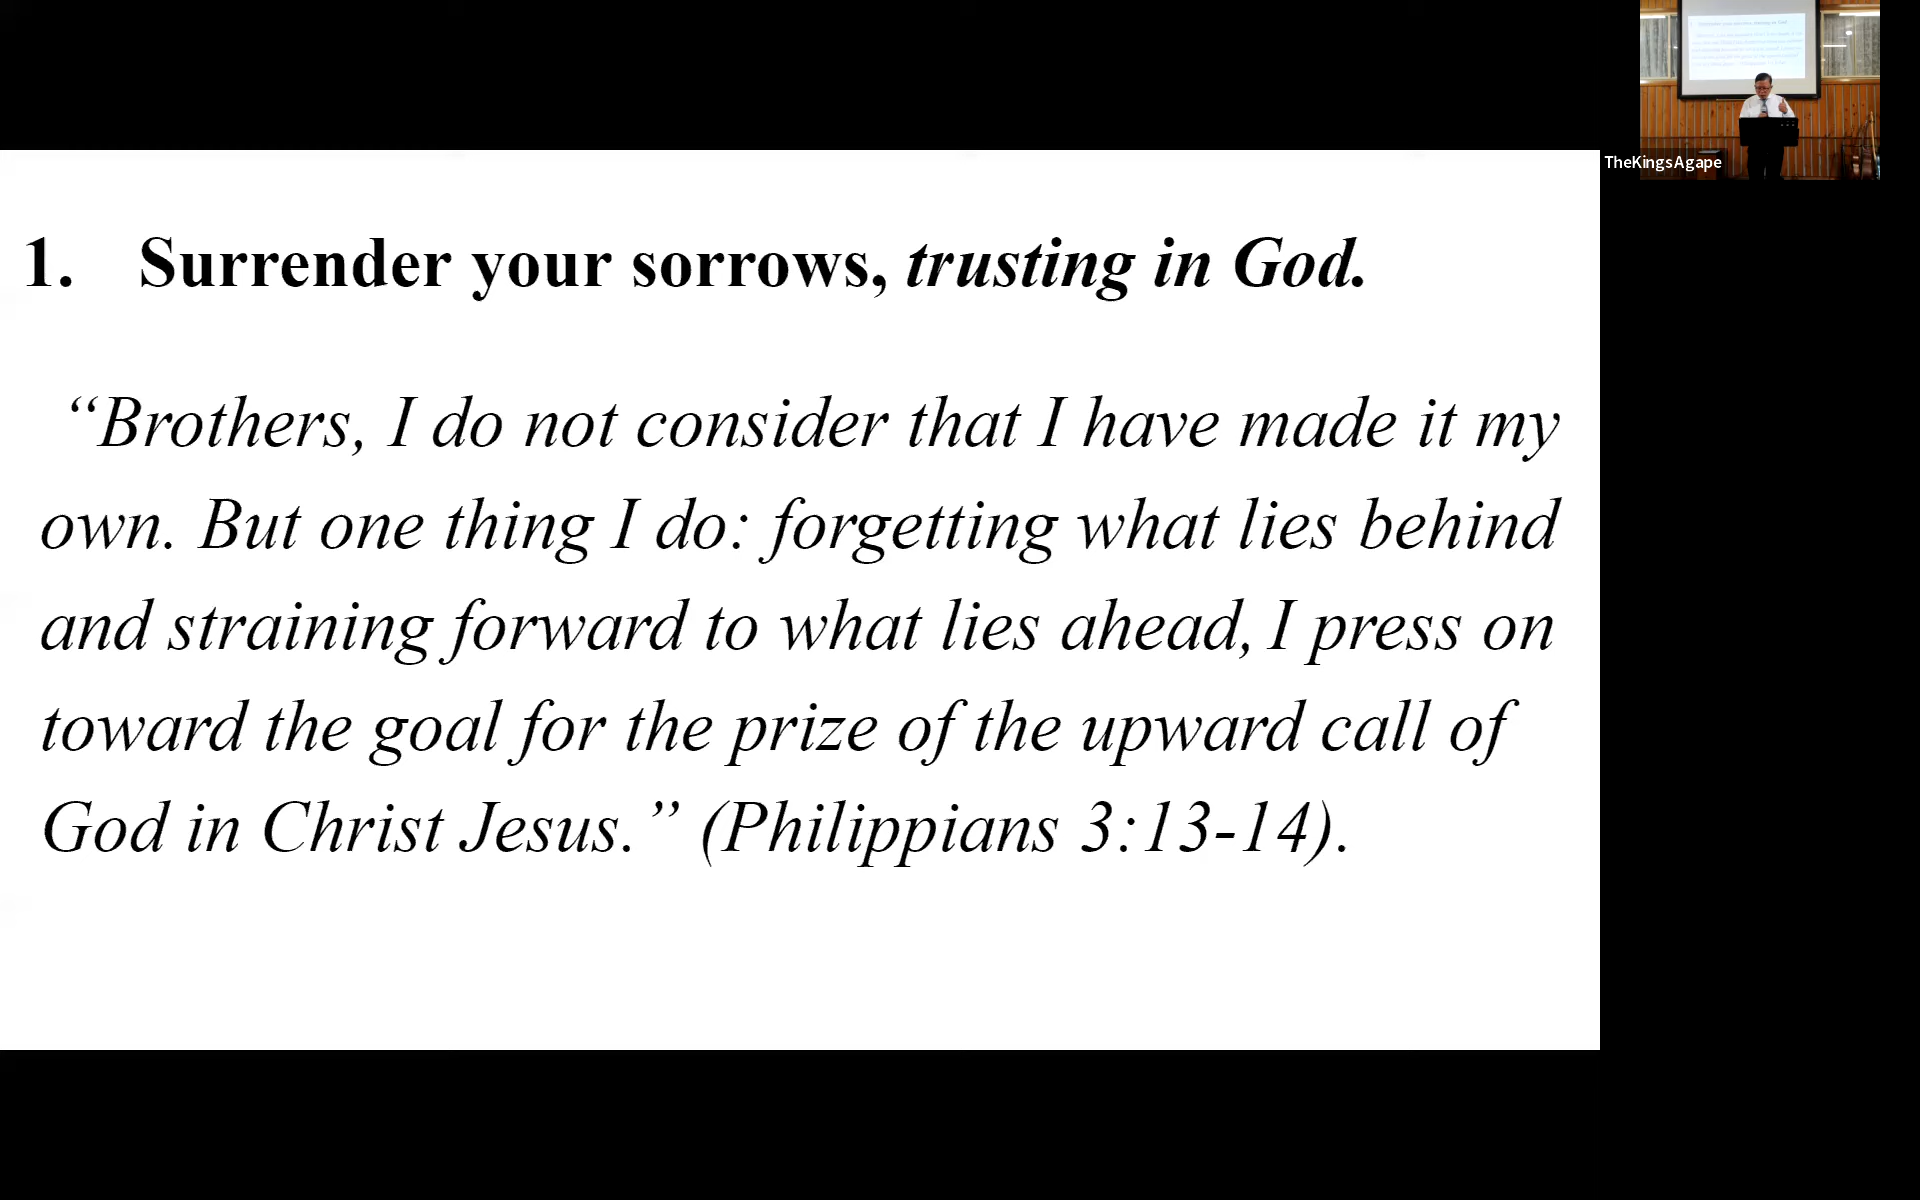 1. Surrender your sorrows, trusting in God.
“Brothers, I do not consider that I have made it my
own. But one thing I do: forgetting what lies behind
and straining forward to what lies ahead, I press on
toward the goal for the prize of the upward call of
God in Christ Jesus.” (Philippians 3:13-14).
TheKingsAgape